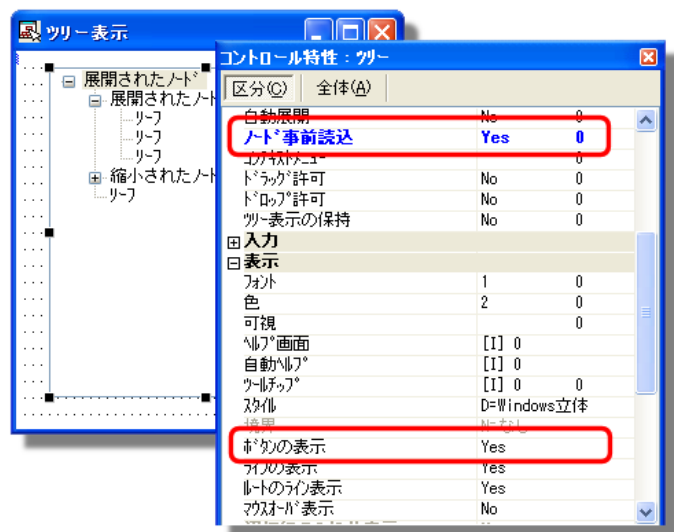 ツリー表示
展開されたノード
展開されたノート
リーフ
リーフ
リーフ
縮小されたノート
リーフ
コントロール特性：ツリー
区分(C) 全体(A)
自動展開 No 0
ノード事前読込 Yes 0
コンテキストメニュー 0
ドラッグ許可 No 0
ドロップ許可 No 0
ツリー表示の保持 No 0
入力
表示
フォント 1 0
色 2 0
可視 0
ヘルプ画面 [I] 0
自動ヘルプ [I] 0
ツールチップ [I] 0 0
スタイル D=Windows立体
境界 N=なし
ボタンの表示 Yes
ラインの表示 Yes
ルートのライン表示 Yes
マウスオーバ表示 No